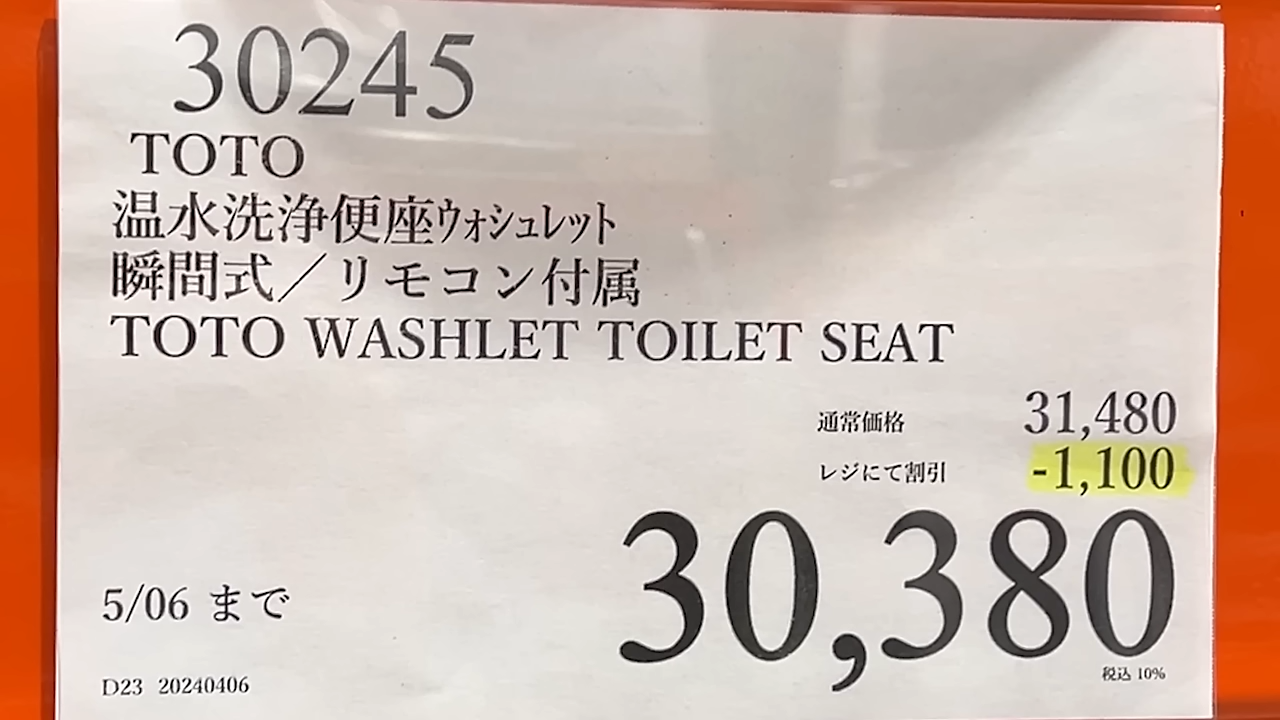 30245
TOTO
温水洗浄便座ｳｫｼｭﾚｯﾄ
瞬間式／リモコン付属
TOTO WASHLET TOILET SEAT
通常価格 31,480
レジにて割引 -1,100
30,380
5/06 まで
税込 10%
D23 20240406